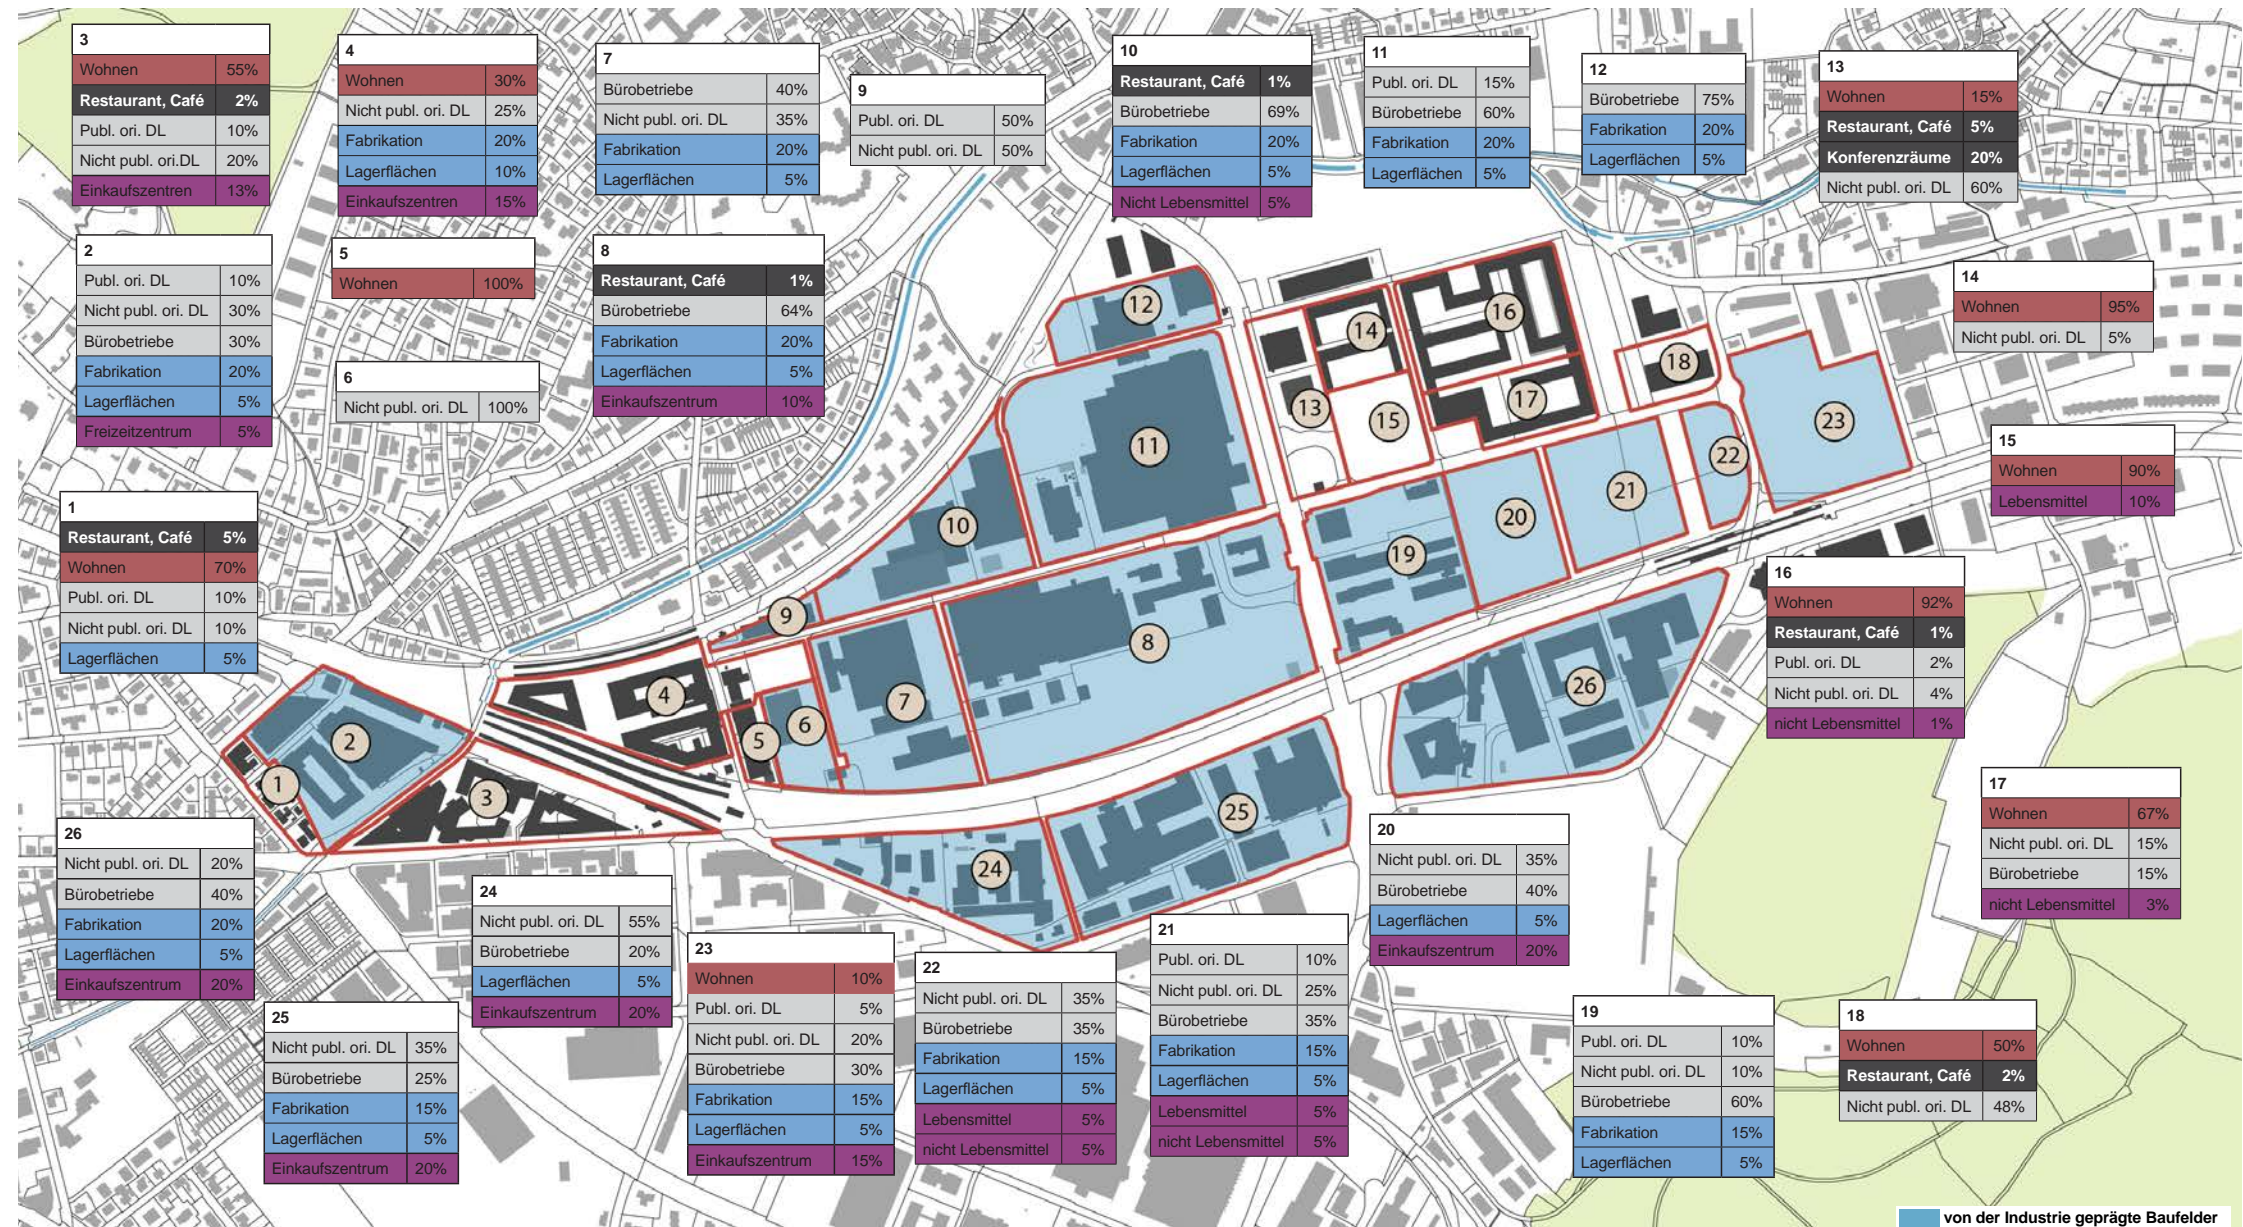 3
Wohnen 55%
Restaurant, Café 2%
Publ. ori. DL 10%
Nicht publ. ori.DL 20%
Einkaufszentren 13%
4
Wohnen 30%
Nicht publ. ori. DL 25%
Fabrikation 20%
Lagerflächen 10%
Einkaufszentren 15%
7
Bürobetriebe 40%
Nicht publ. ori. DL 35%
Fabrikation 20%
Lagerflächen 5%
9
Publ. ori. DL 50%
Nicht publ. ori. DL 50%
10
Restaurant, Café 1%
Bürobetriebe 69%
Fabrikation 20%
Lagerflächen 5%
Nicht Lebensmittel 5%
11
Publ. ori. DL 15%
Bürobetriebe 60%
Fabrikation 20%
Lagerflächen 5%
12
Bürobetriebe 75%
Fabrikation 20%
Lagerflächen 5%
13
Wohnen 15%
Restaurant, Café 5%
Konferenzräume 20%
Nicht publ. ori. DL 60%
2
Publ. ori. DL 10%
Nicht publ. ori. DL 30%
Bürobetriebe 30%
Fabrikation 20%
Lagerflächen 5%
Freizeitzentrum 5%
5
Wohnen 100%
6
Nicht publ. ori. DL 100%
8
Restaurant, Café 1%
Bürobetriebe 64%
Fabrikation 20%
Lagerflächen 5%
Einkaufszentrum 10%
14
Wohnen 95%
Nicht publ. ori. DL 5%
15
Wohnen 90%
Lebensmittel 10%
1
Restaurant, Café 5%
Wohnen 70%
Publ. ori. DL 10%
Nicht publ. ori. DL 10%
Lagerflächen 5%
16
Wohnen 92%
Restaurant, Café 1%
Publ. ori. DL 2%
Nicht publ. ori. DL 4%
nicht Lebensmittel 1%
12
14
16
18
13
15
17
11
23
22
21
20
10
19
9
8
4
26
7
6
5
2
1
3
25
24
17
Wohnen 67%
Nicht publ. ori. DL 15%
Bürobetriebe 15%
nicht Lebensmittel 3%
26
Nicht publ. ori. DL 20%
Bürobetriebe 40%
Fabrikation 20%
Lagerflächen 5%
Einkaufszentrum 20%
24
Nicht publ. ori. DL 55%
Bürobetriebe 20%
Lagerflächen 5%
Einkaufszentrum 20%
20
Nicht publ. ori. DL 35%
Bürobetriebe 40%
Lagerflächen 5%
Einkaufszentrum 20%
25
Nicht publ. ori. DL 35%
Bürobetriebe 25%
Fabrikation 15%
Lagerflächen 5%
Einkaufszentrum 20%
23
Wohnen 10%
Publ. ori. DL 5%
Nicht publ. ori. DL 20%
Bürobetriebe 30%
Fabrikation 15%
Lagerflächen 5%
Einkaufszentrum 15%
22
Nicht publ. ori. DL 35%
Bürobetriebe 35%
Fabrikation 15%
Lagerflächen 5%
Lebensmittel 5%
nicht Lebensmittel 5%
21
Publ. ori. DL 10%
Nicht publ. ori. DL 25%
Bürobetriebe 35%
Fabrikation 15%
Lagerflächen 5%
Lebensmittel 5%
nicht Lebensmittel 5%
19
Publ. ori. DL 10%
Nicht publ. ori. DL 10%
Bürobetriebe 60%
Fabrikation 15%
Lagerflächen 5%
18
Wohnen 50%
Restaurant, Café 2%
Nicht publ. ori. DL 48%
von der Industrie geprägte Baufelder